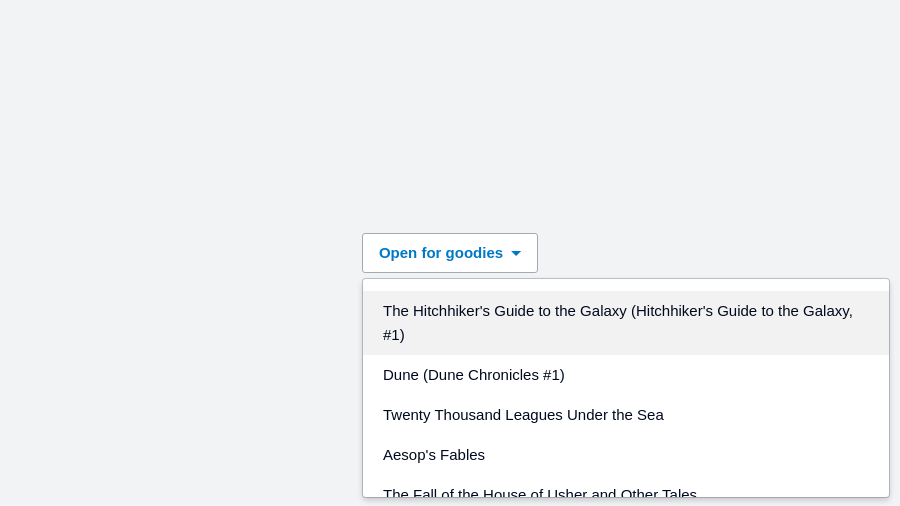 Open for goodies
The Hitchhiker's Guide to the Galaxy (Hitchhiker's Guide to the Galaxy,
#1)
Dune (Dune Chronicles #1)
Twenty Thousand Leagues Under the Sea
Aesop's Fables
The Fall of the House of Usher and Other Tales